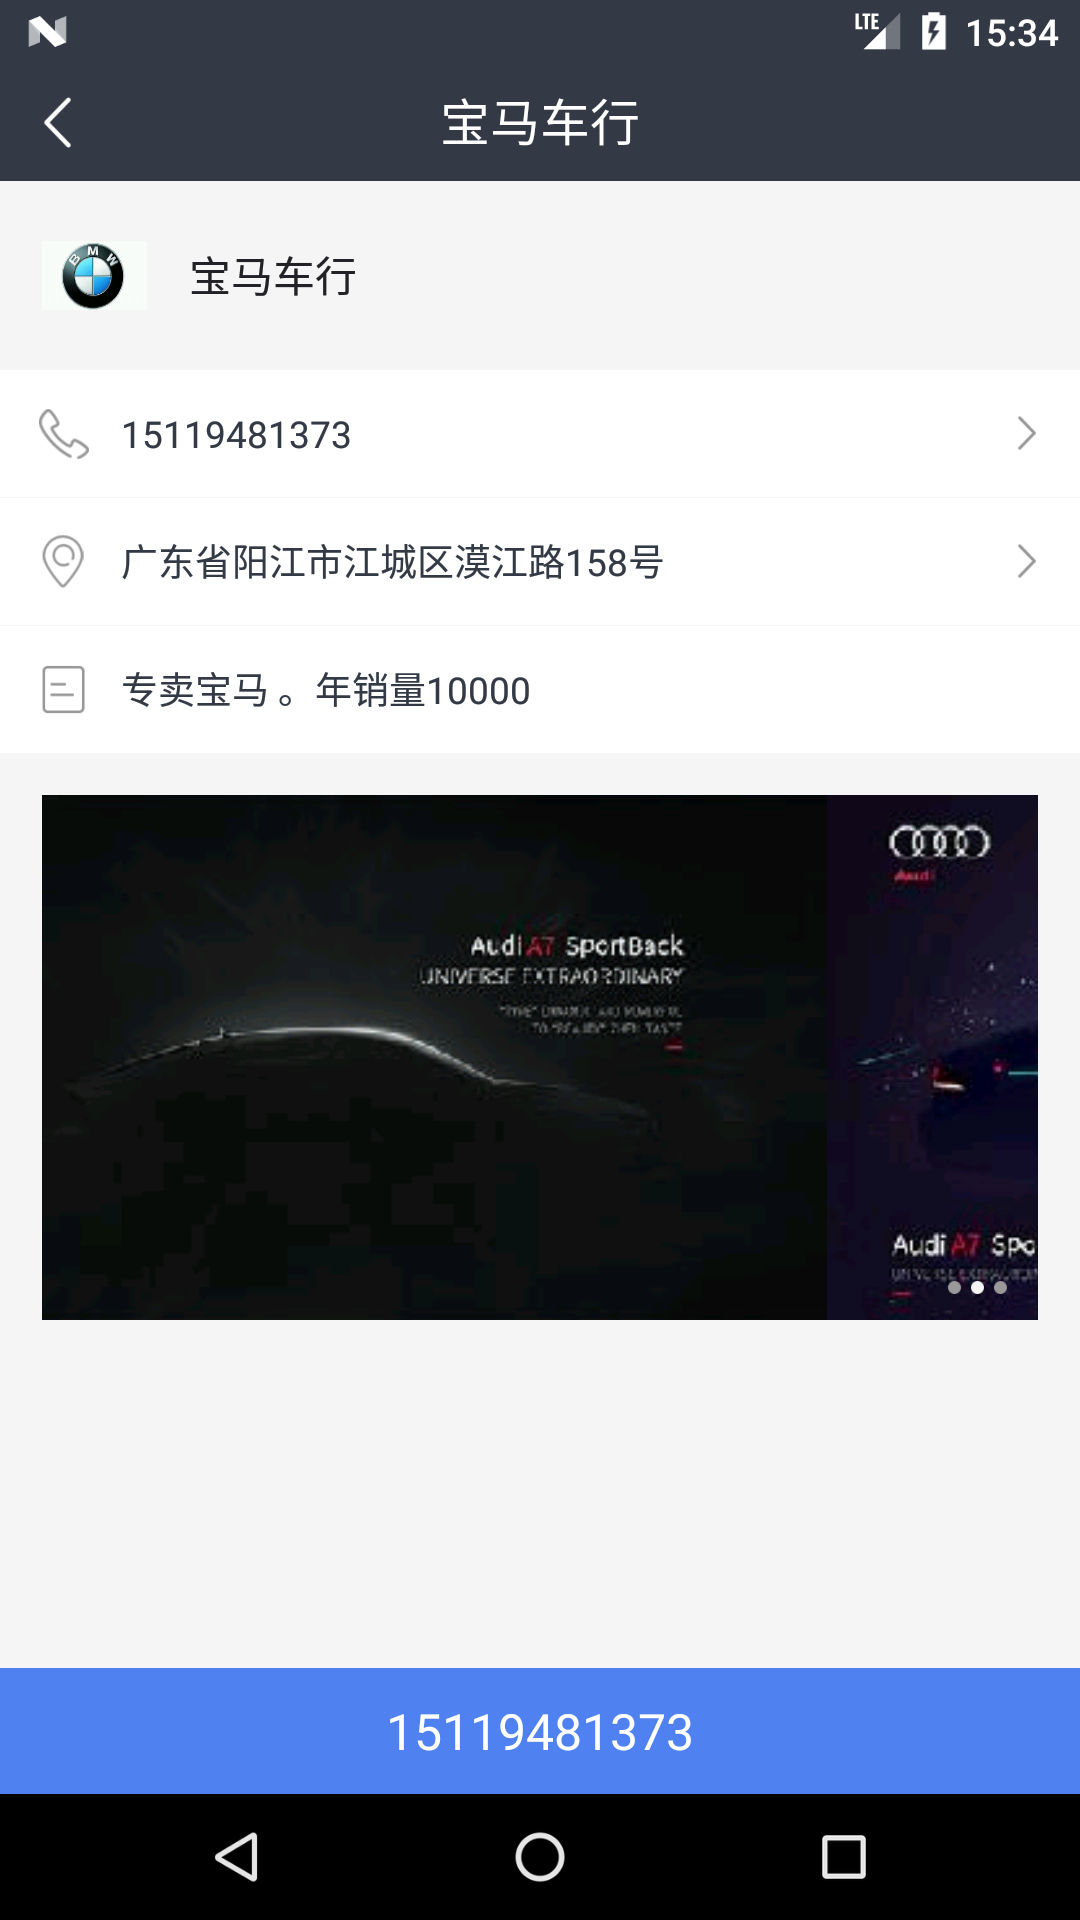 15:34
LTE
宝马车行
BMW
宝马车行
15119481373
广东省阳江市江城区漠江路158号
专卖宝马 。年销量10000
Audi
Audi A7 SportBack
UNIVERSE EXTRAORDINARY
Audi A7 Spo
15119481373